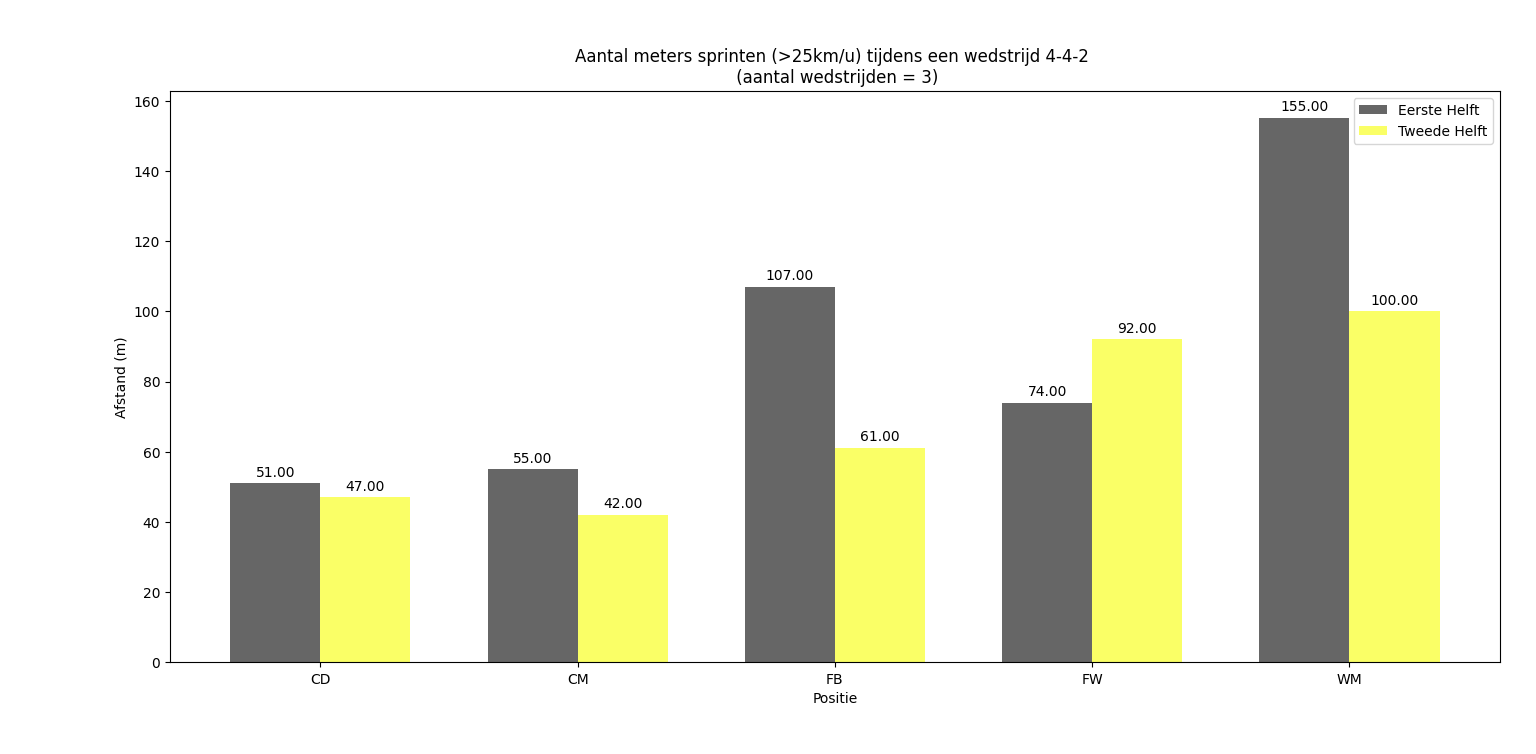 Aantal meters sprinten (>25km/u) tijdens een wedstrijd 4-4-2
(aantal wedstrijden = 3)
Eerste Helft
Tweede Helft
Afstand (m)
160
140
120
100
80
60
40
20
0
51.00
47.00
55.00
42.00
107.00
61.00
74.00
92.00
155.00
100.00
CD
CM
FB
FW
WM
Positie